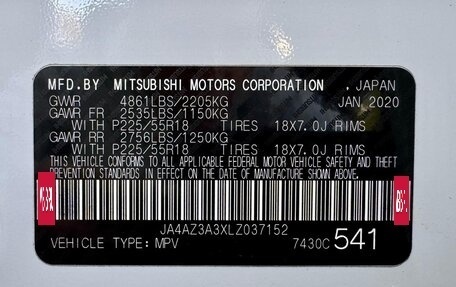 MFD.BY MITSUBISHI MOTORS CORPORATION , JAPAN
GVWR 4861LBS/2205KG JAN, 2020
GAWR FR 2535LBS/1150KG
WITH P225/55R18 TIRES 18X7.0J RIMS
GAWR RR 2756LBS/1250KG
WITH P225/55R18 TIRES 18X7.0J RIMS
THIS VEHICLE CONFORMS TO ALL APPLICABLE FEDERAL MOTOR VEHICLE SAFETY AND THEFT
PREVENTION STANDARDS IN EFFECT ON THE DATE OF MANUFACTURE SHOWN ABOVE.
JA4AZ3A3XLZ037152
VEHICLE TYPE: MPV 7430C 541